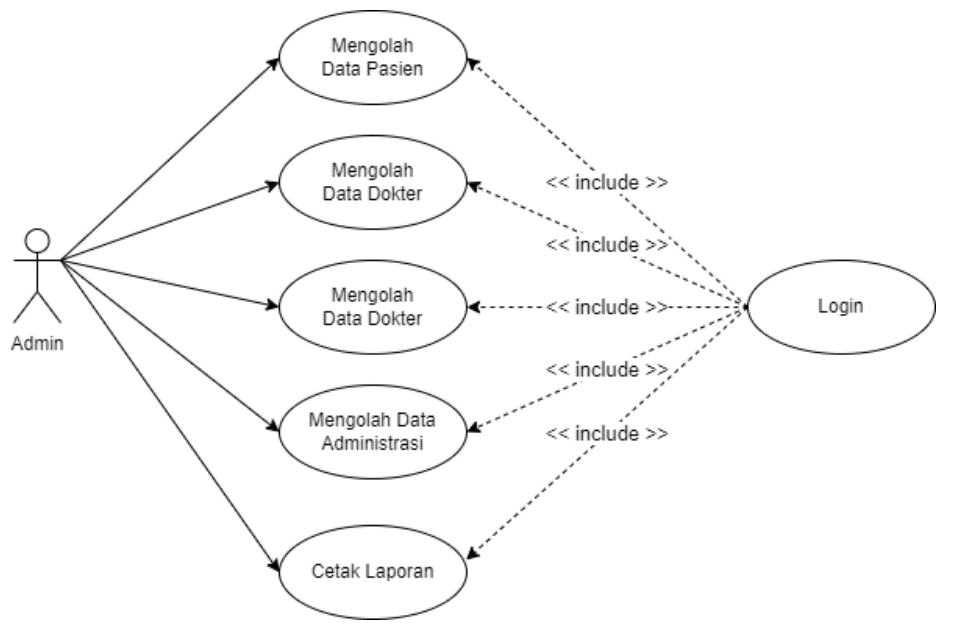 Mengolah
Data Pasien
Mengolah
Data Dokter
Mengolah
Data Dokter
Mengolah Data
Administrasi
Cetak Laporan
Admin
<< include >>
<< include >>
<< include >>
<< include >>
<< include >>
Login